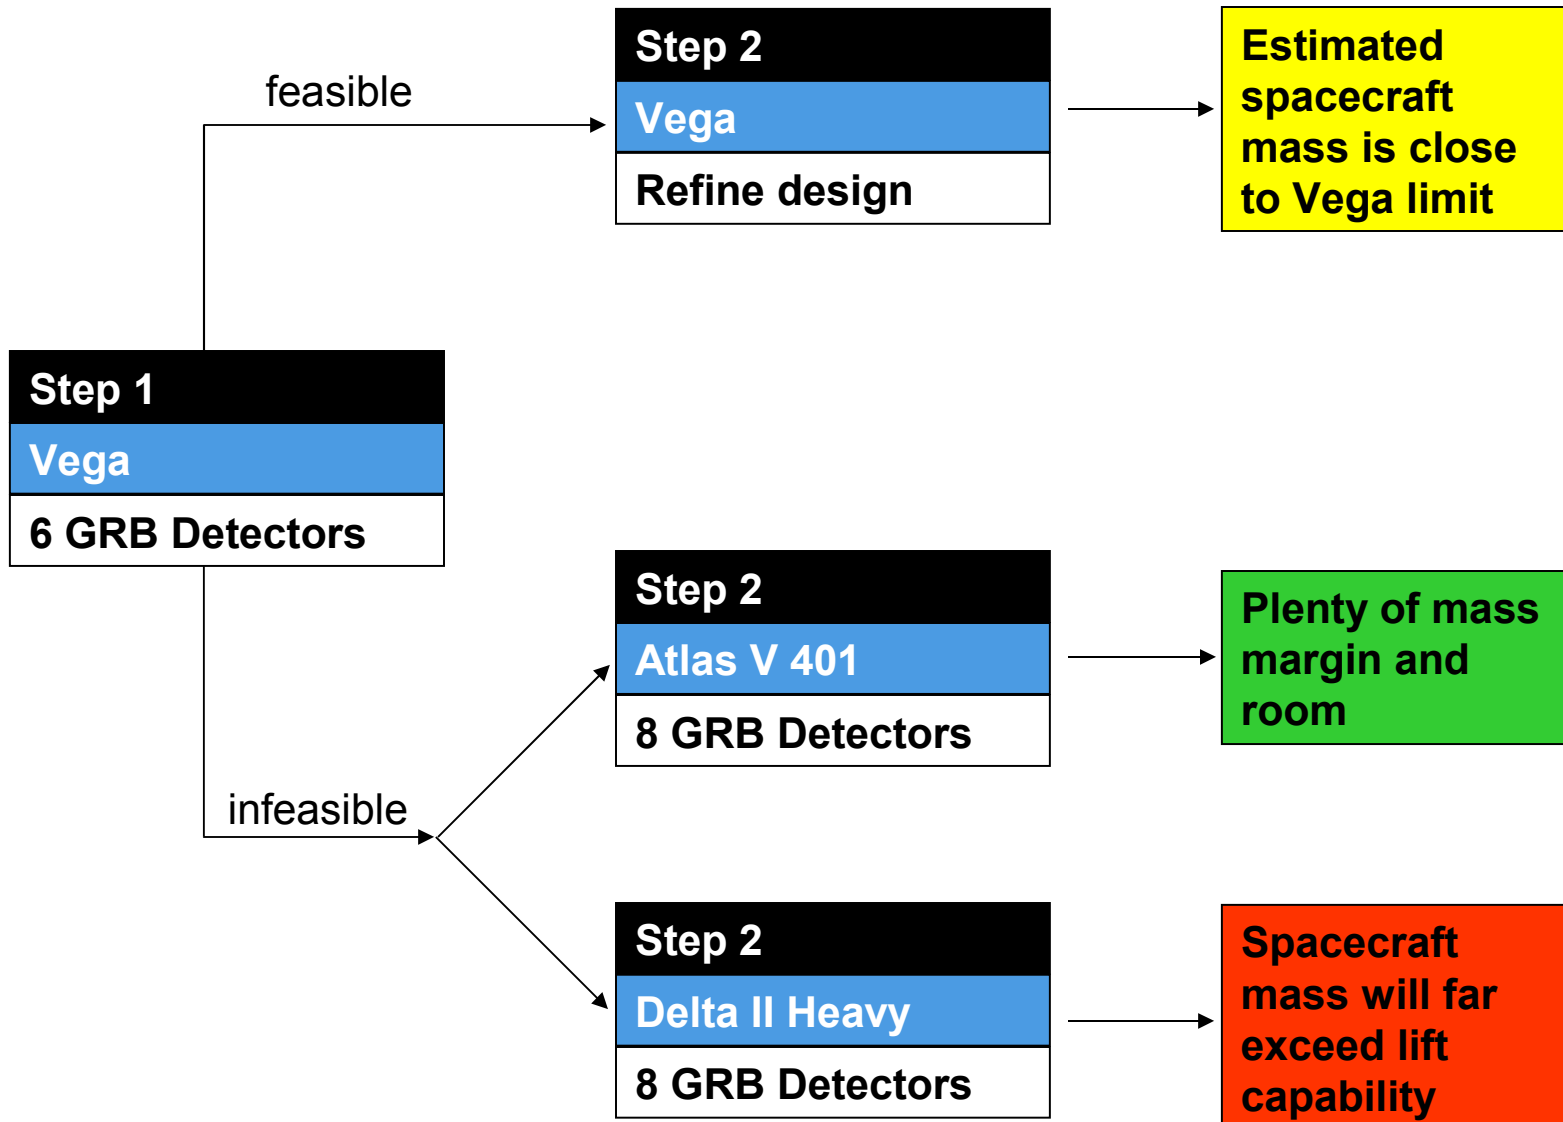 feasible
Step 2
Vega
Refine design
Estimated
spacecraft
mass is close
to Vega limit
Step 1
Vega
6 GRB Detectors
infeasible
Step 2
Atlas V 401
8 GRB Detectors
Plenty of mass
margin and
room
Step 2
Delta II Heavy
8 GRB Detectors
Spacecraft
mass will far
exceed lift
capability